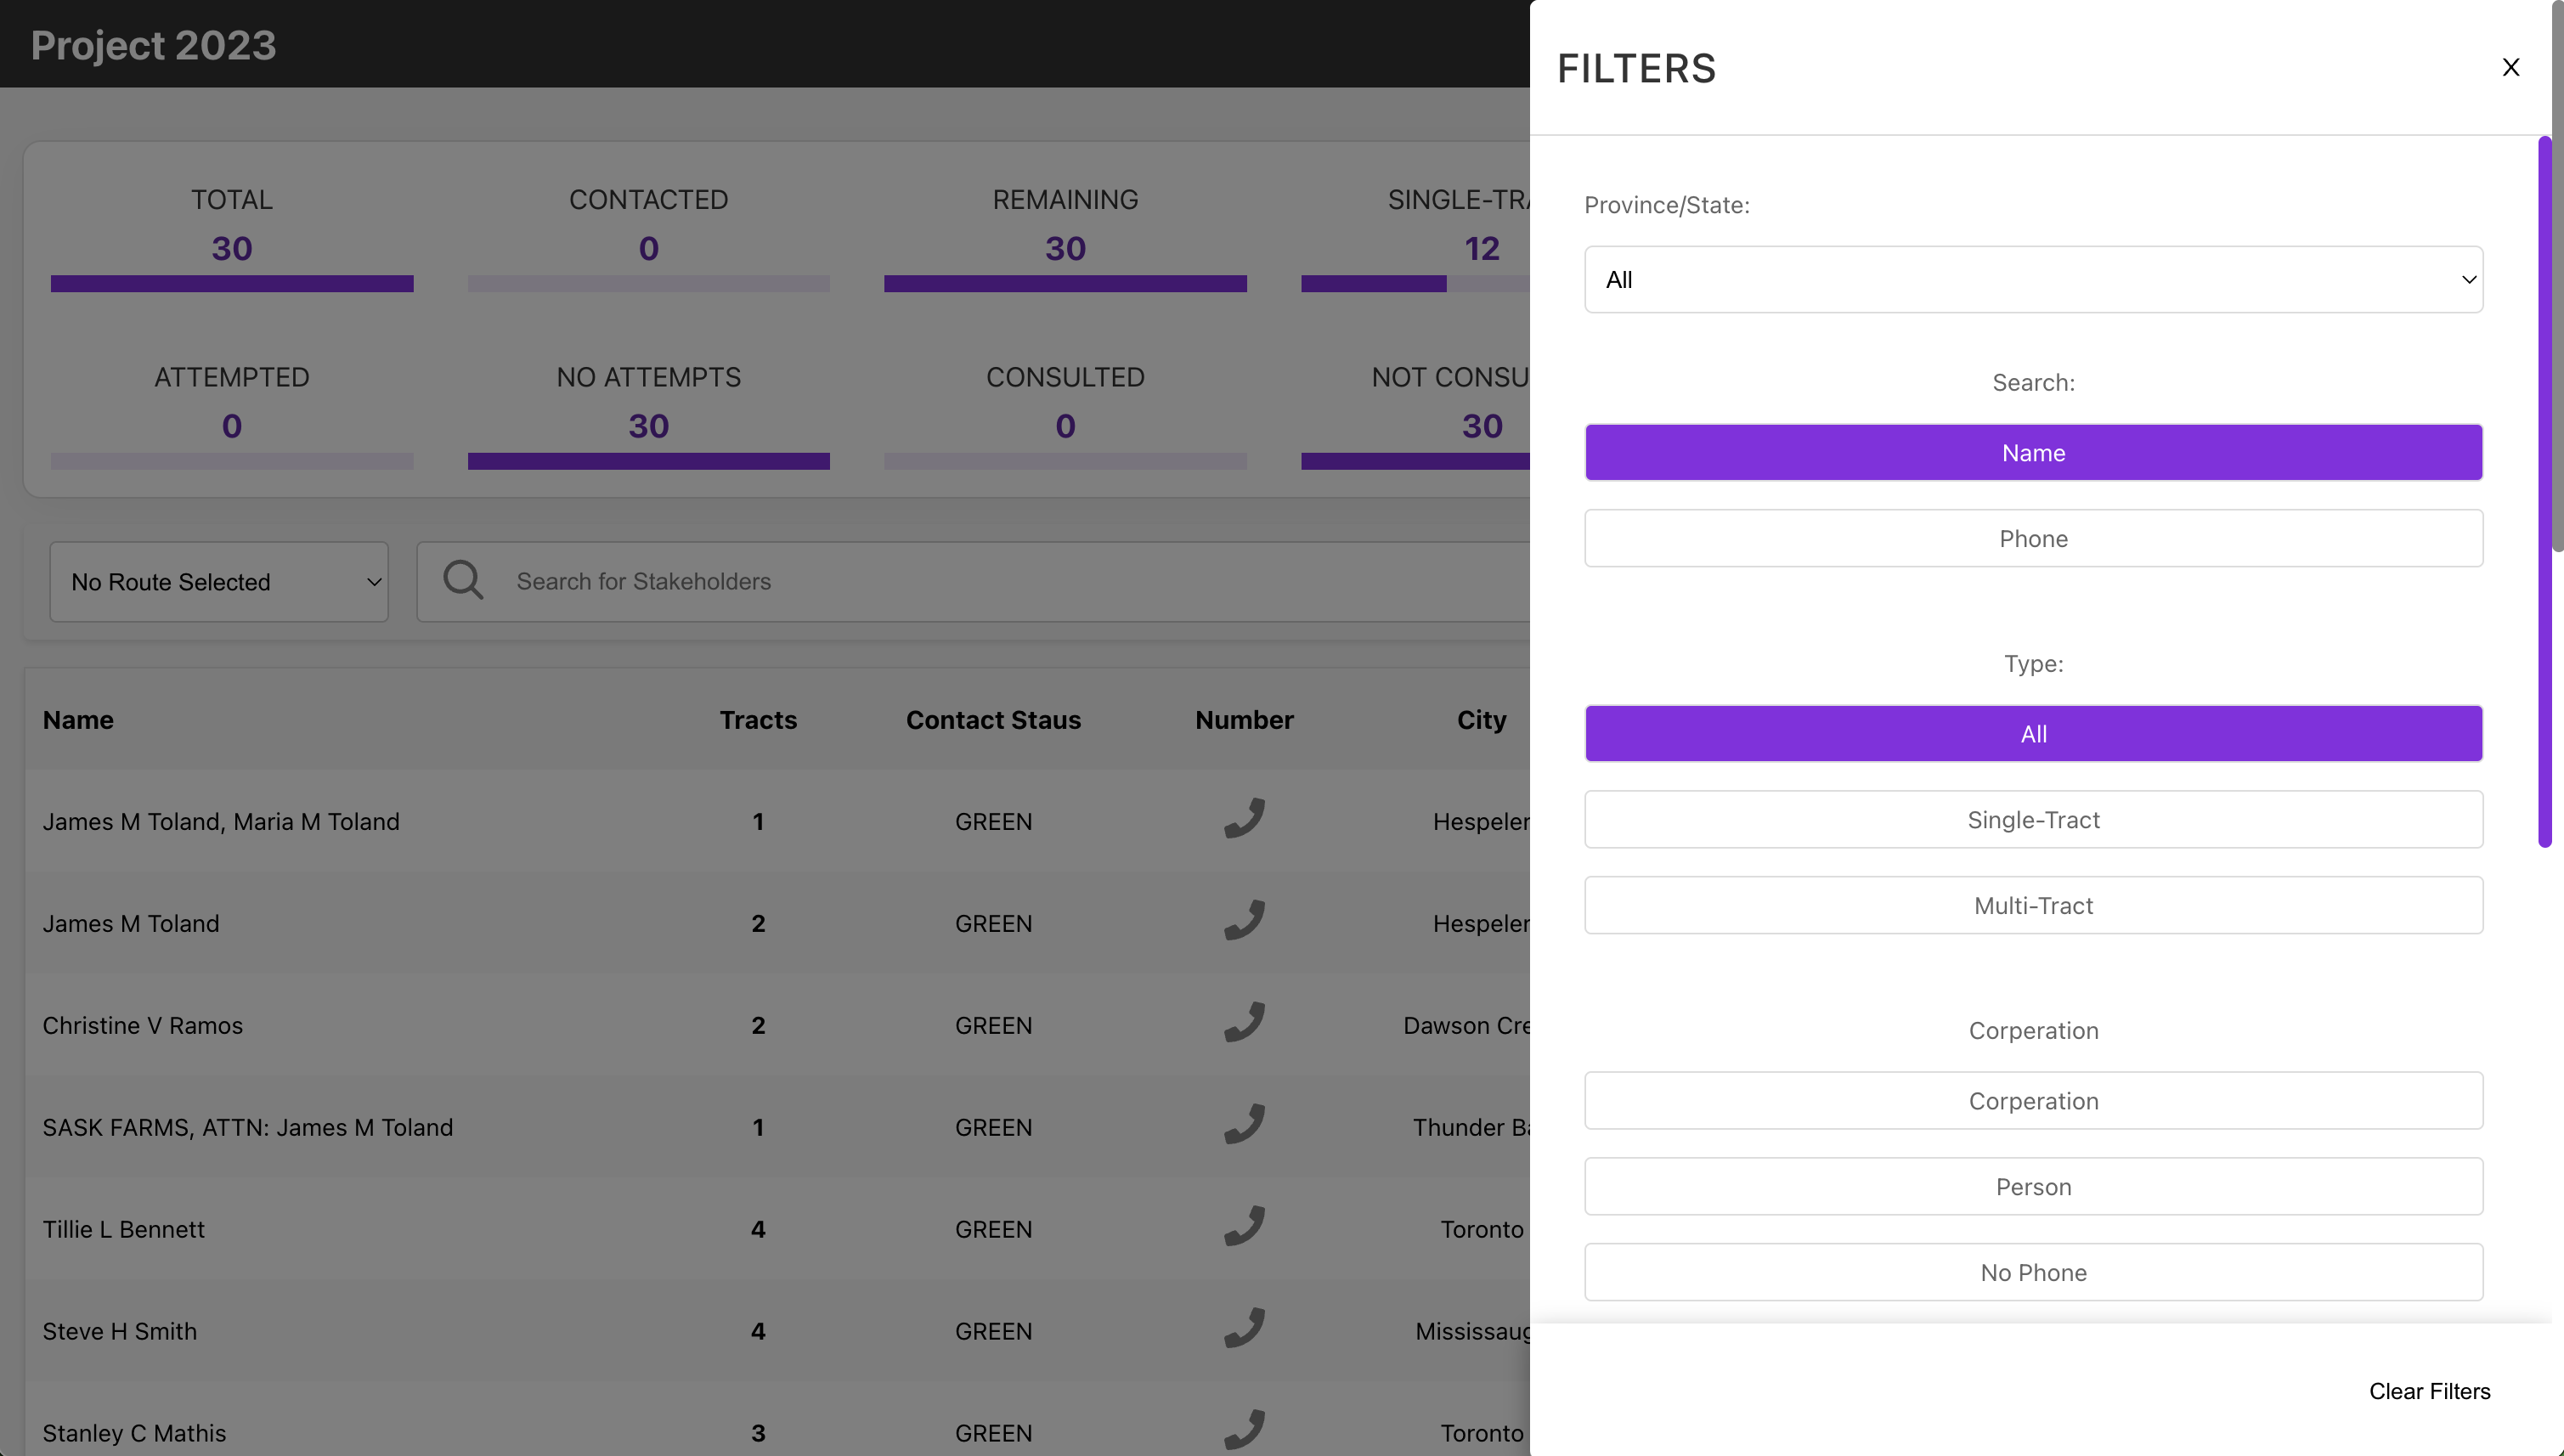 Project 2023
TOTAL
30
CONTACTED
0
REMAINING
30
SINGLE-TRA
12
ATTEMPTED
0
NO ATTEMPTS
30
CONSULTED
0
NOT CONSU
30
No Route Selected
Search for Stakeholders
Name Tracts Contact Staus Number City
James M Toland, Maria M Toland 1 GREEN Hespeler
James M Toland 2 GREEN Hespeler
Christine V Ramos 2 GREEN Dawson Cre
SASK FARMS, ATTN: James M Toland 1 GREEN Thunder Ba
Tillie L Bennett 4 GREEN Toronto
Steve H Smith 4 GREEN Mississaug
Stanley C Mathis 3 GREEN Toronto
FILTERS X
Province/State:
All
Search:
Name
Phone
Type:
All
Single-Tract
Multi-Tract
Corperation
Corperation
Person
No Phone
Clear Filters